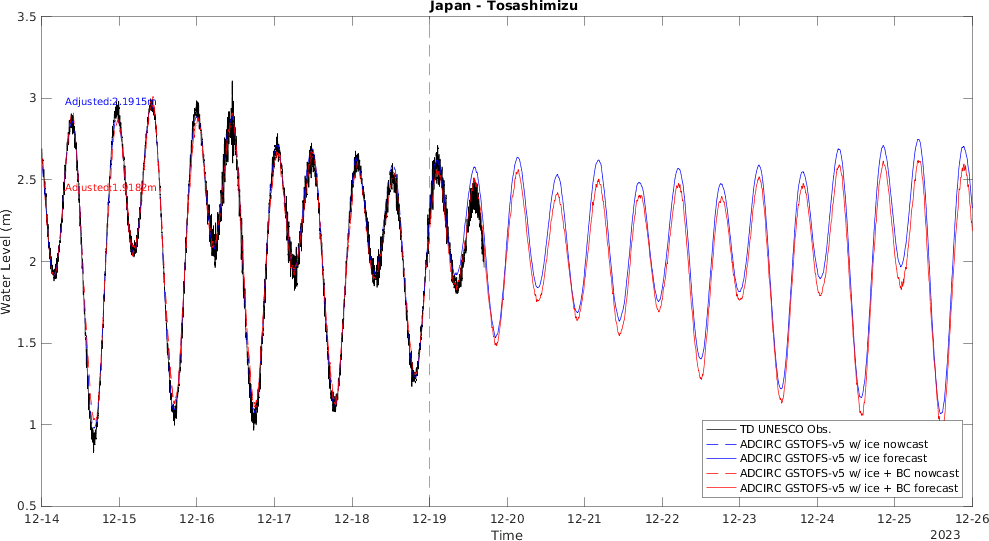 Japan - Tosashimizu
3.5
3
2.5
2
1.5
1
0.5
Water Level (m)
Adjusted:2.1915m
Adjusted:1.9182m
TD UNESCO Obs.
ADCIRC GSTOFS-v5 w/ ice nowcast
ADCIRC GSTOFS-v5 w/ ice forecast
ADCIRC GSTOFS-v5 w/ ice + BC nowcast
ADCIRC GSTOFS-v5 w/ ice + BC forecast
12-14 12-15 12-16 12-17 12-18 12-19 12-20 12-21 12-22 12-23 12-24 12-25 12-26
Time
2023